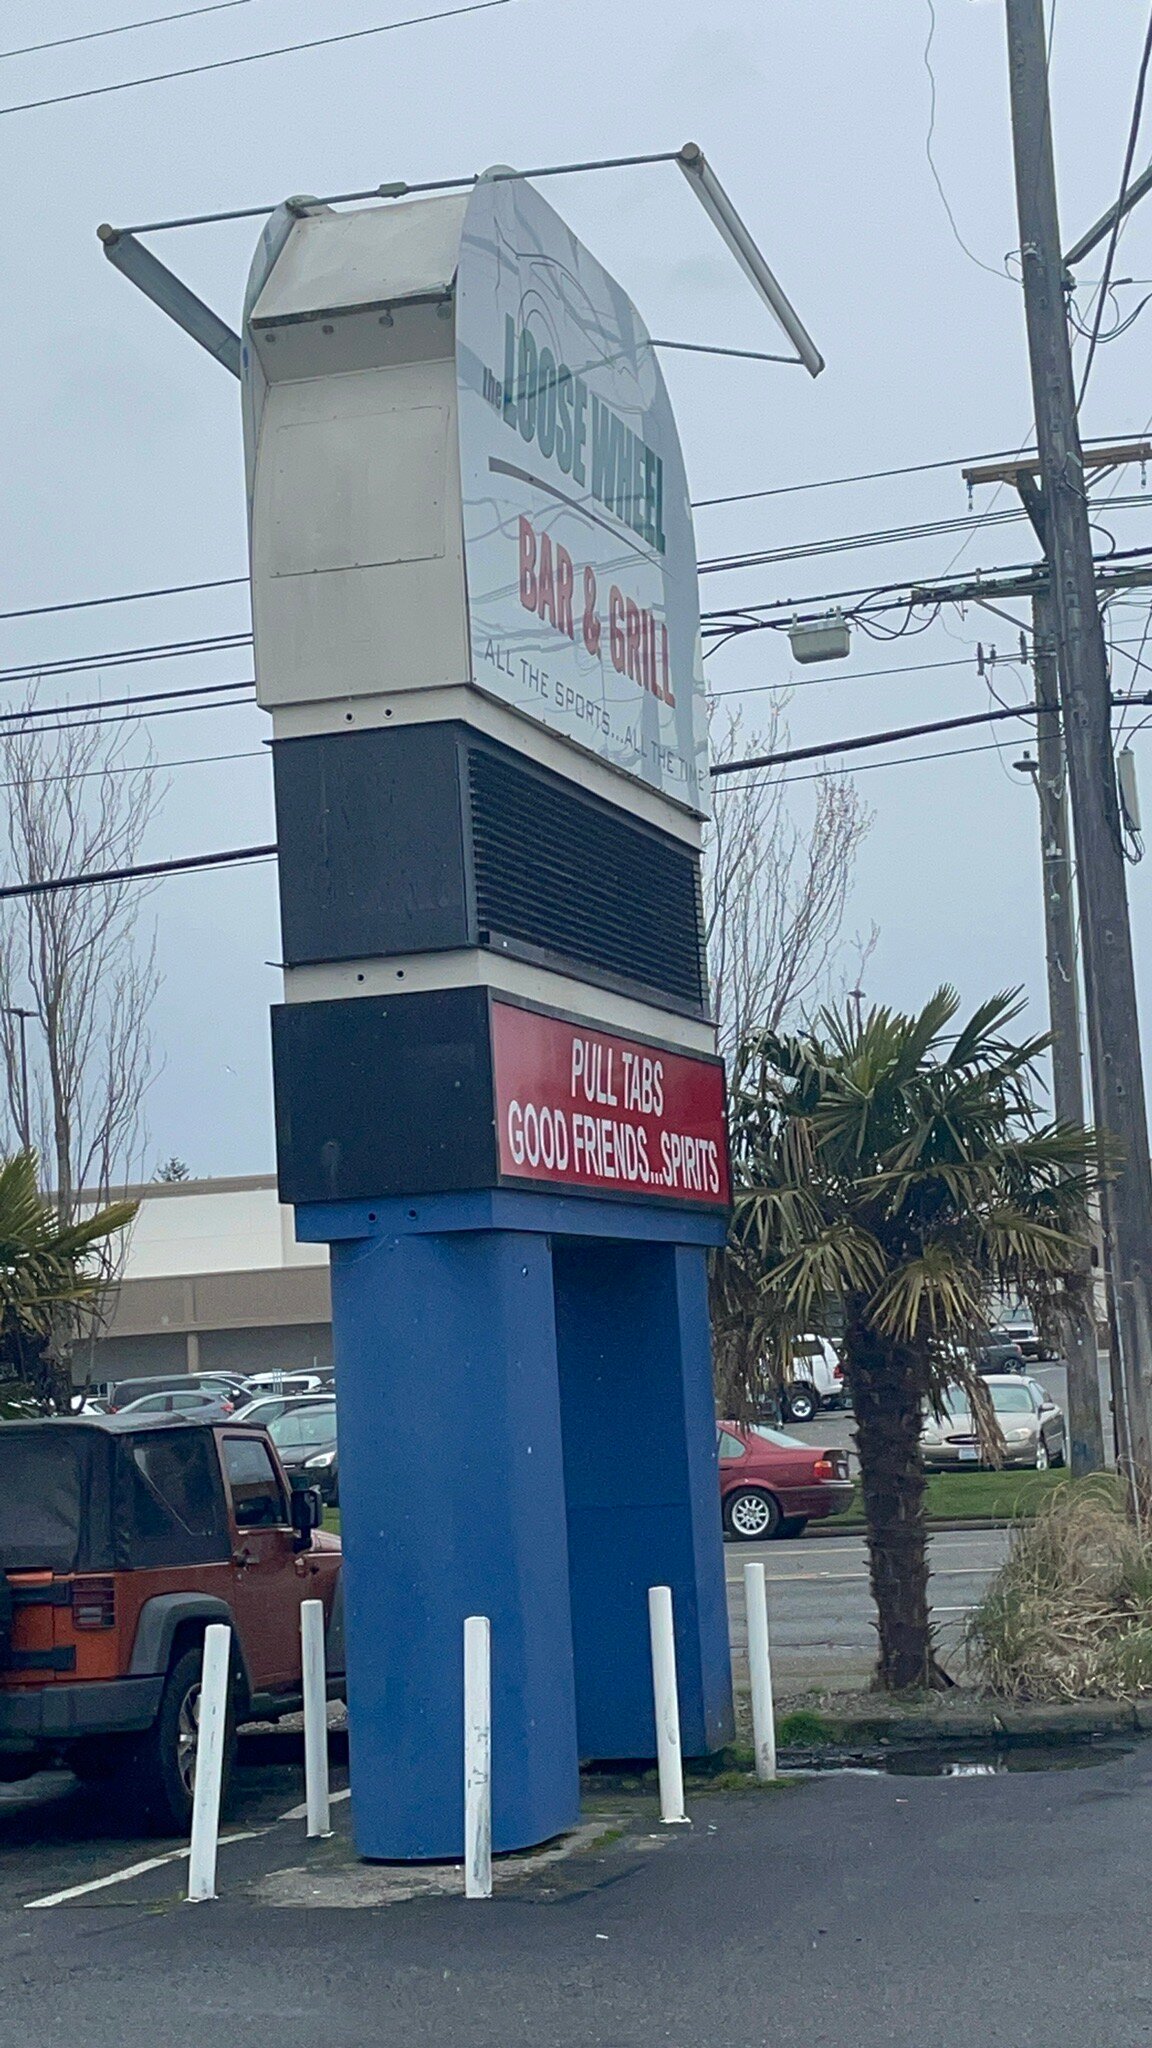 the LOOSE WHEEL
BAR & GRILL
ALL THE SPORTS...ALL THE TIME
PULL TABS
GOOD FRIENDS...SPIRITS